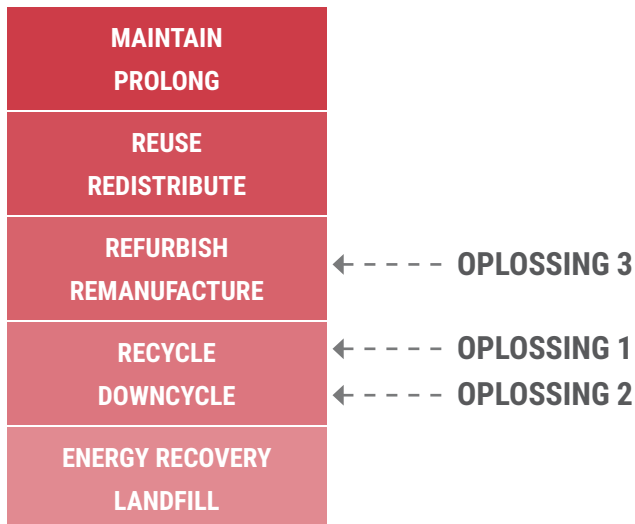 MAINTAIN
PROLONG
REUSE
REDISTRIBUTE
REFURBISH
REMANUFACTURE
OPLOSSING 3
RECYCLE
OPLOSSING 1
DOWNCYCLE
OPLOSSING 2
ENERGY RECOVERY
LANDFILL